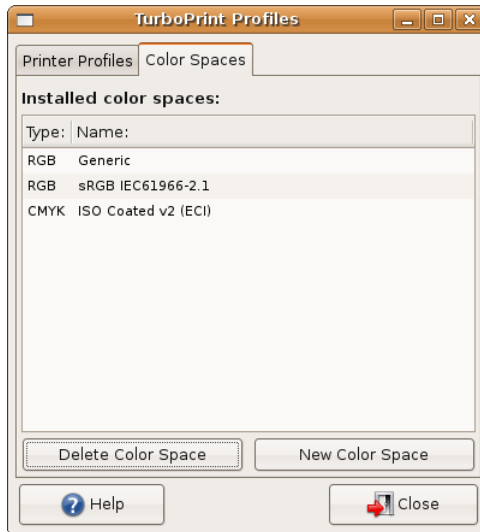 TurboPrint Profiles
Printer Profiles Color Spaces
Installed color spaces:
Type: Name:
RGB Generic
RGB sRGB IEC61966-2.1
CMYK ISO Coated v2 (ECI)
Delete Color Space New Color Space
Help Close